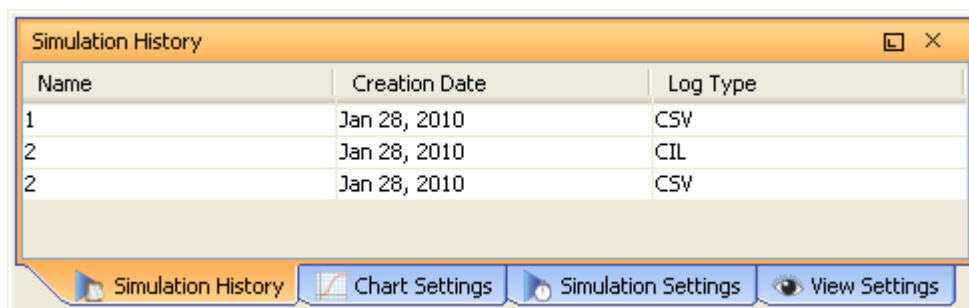 Simulation History
Name Creation Date Log Type
1 Jan 28, 2010 CSV
2 Jan 28, 2010 CIL
2 Jan 28, 2010 CSV
Simulation History Chart Settings Simulation Settings View Settings